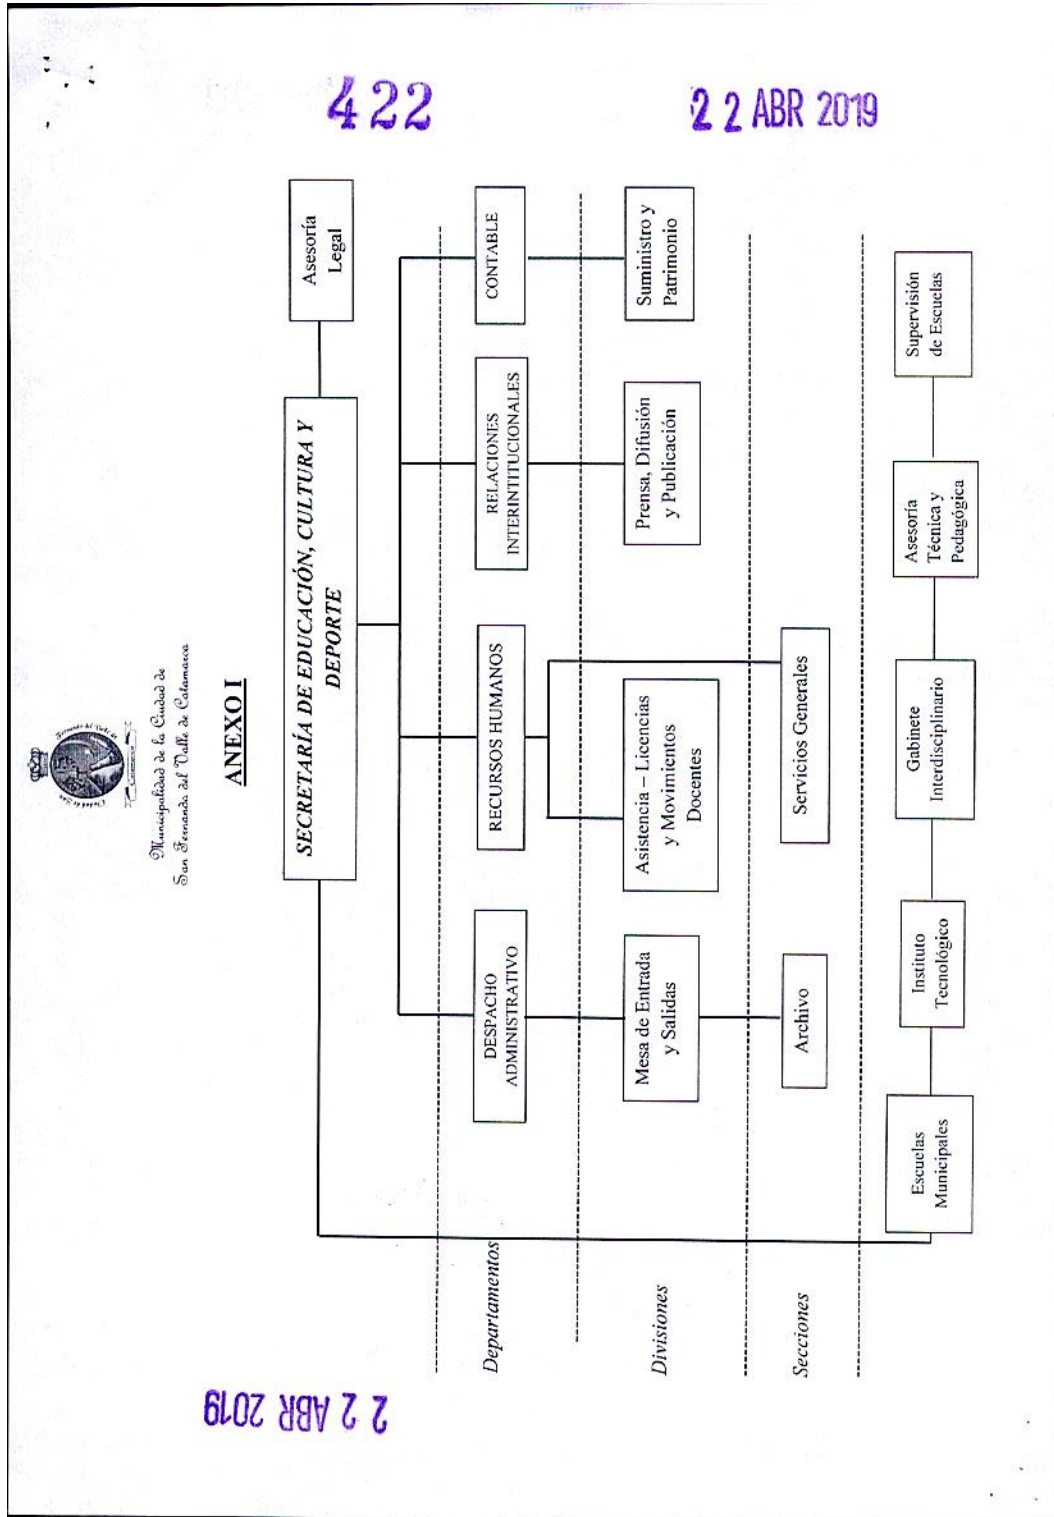 422
22 ABR 2019
Municipalidad de la Ciudad de
San Fernando del Valle de Catamarca
ANEXO I
SECRETARÍA DE EDUCACIÓN, CULTURA Y
DEPORTE
Asesoría
Legal
Departamentos
DESPACHO
ADMINISTRATIVO
RECURSOS HUMANOS
RELACIONES
INTERINTITUCIONALES
CONTABLE
Divisiones
Mesa de Entrada
y Salidas
Asistencia – Licencias
y Movimientos
Docentes
Prensa, Difusión
y Publicación
Suministro y
Patrimonio
Secciones
Archivo
Servicios Generales
Escuelas
Municipales
Instituto
Tecnológico
Gabinete
Interdisciplinario
Asesoría
Técnica y
Pedagógica
Supervisión
de Escuelas
22 ABR 2019